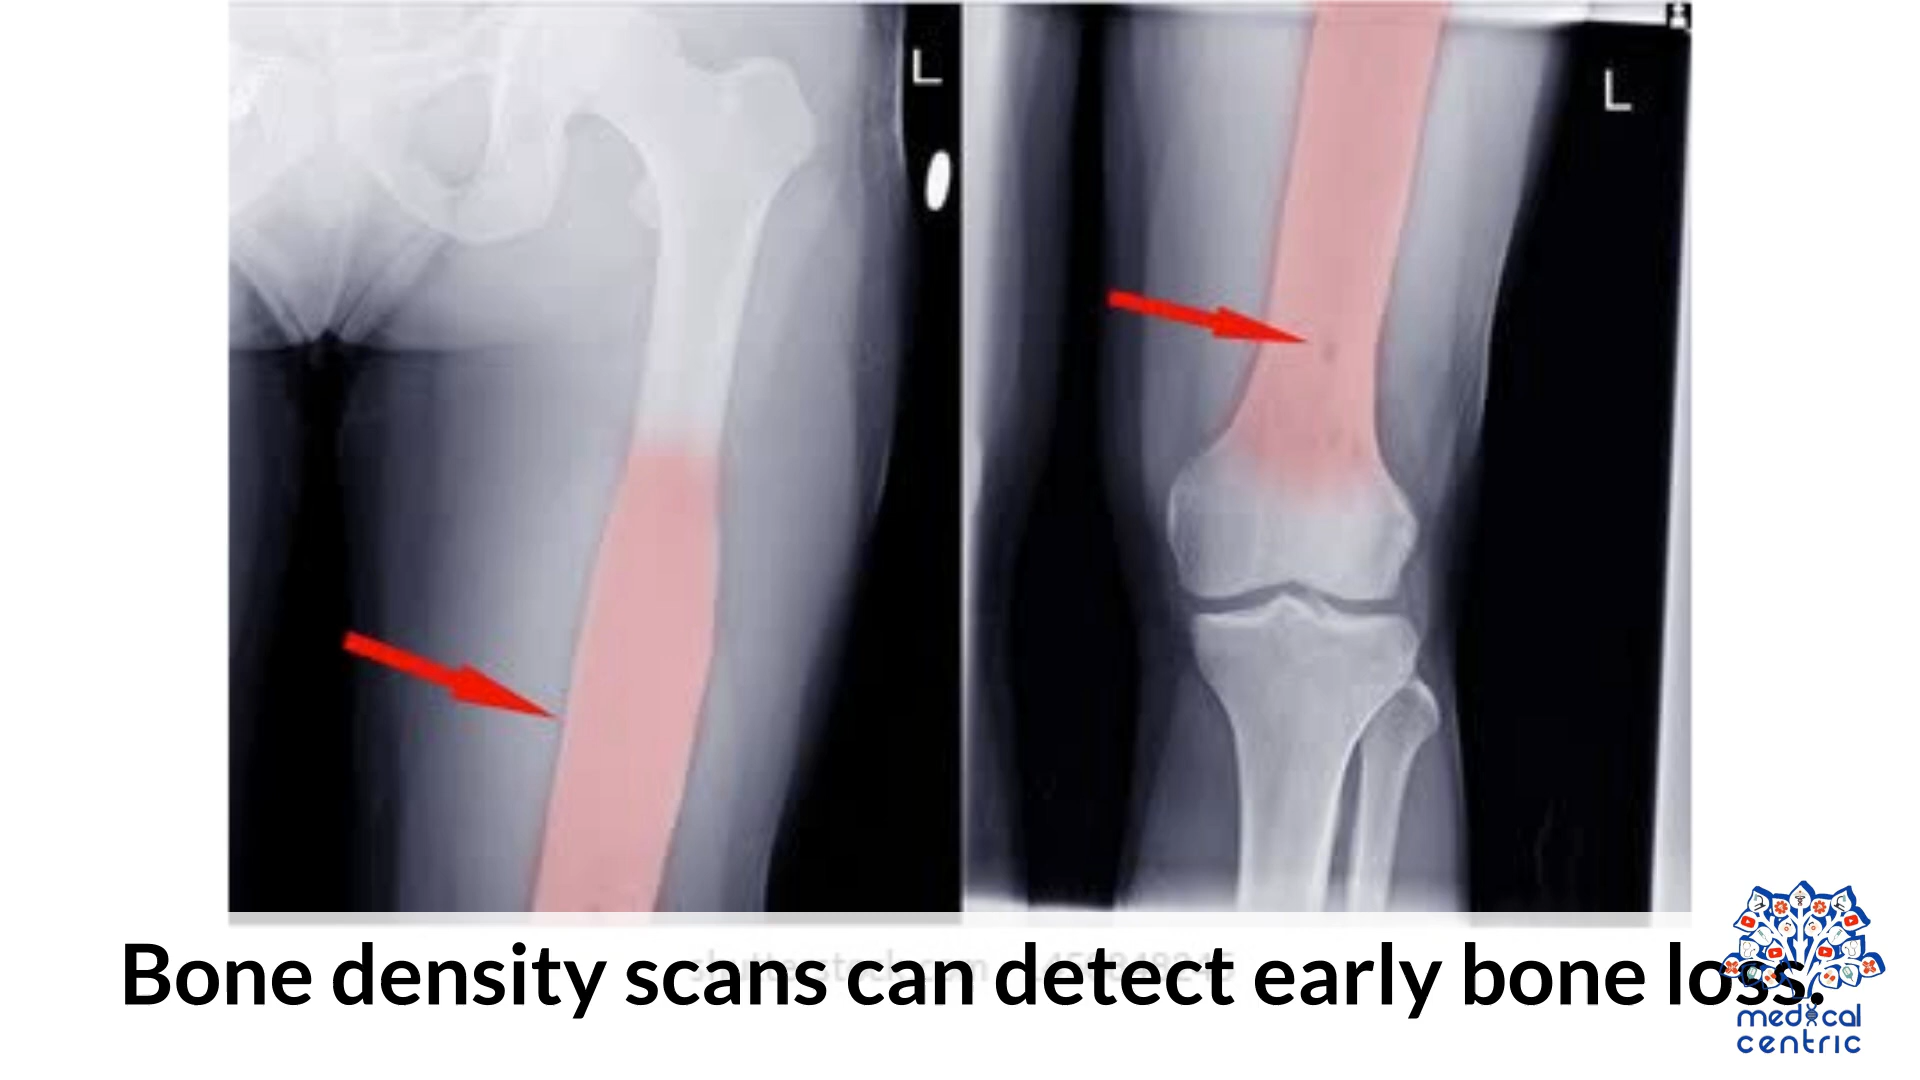 L
L
Bone density scans can detect early bone loss.
medical
centric